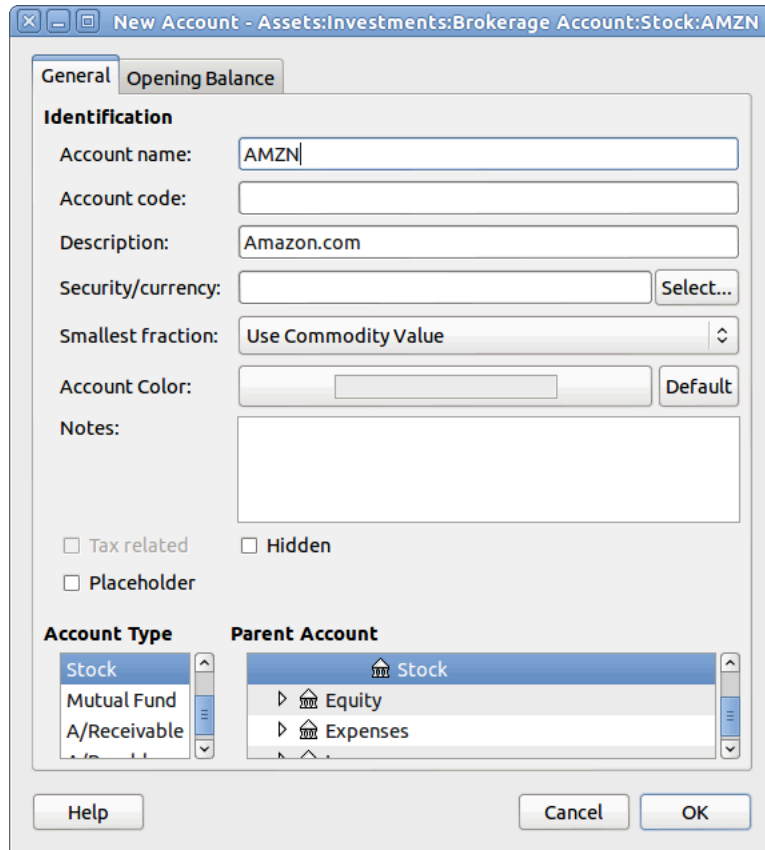 New Account - Assets:Investments:Brokerage Account:Stock:AMZN
General Opening Balance
Identification
Account name: AMZN
Account code:
Description: Amazon.com
Security/currency: Select...
Smallest fraction: Use Commodity Value
Account Color: Default
Notes:
Tax related Hidden
Placeholder
Account Type Parent Account
Stock Stock
Mutual Fund Equity
A/Receivable Expenses
Help Cancel OK